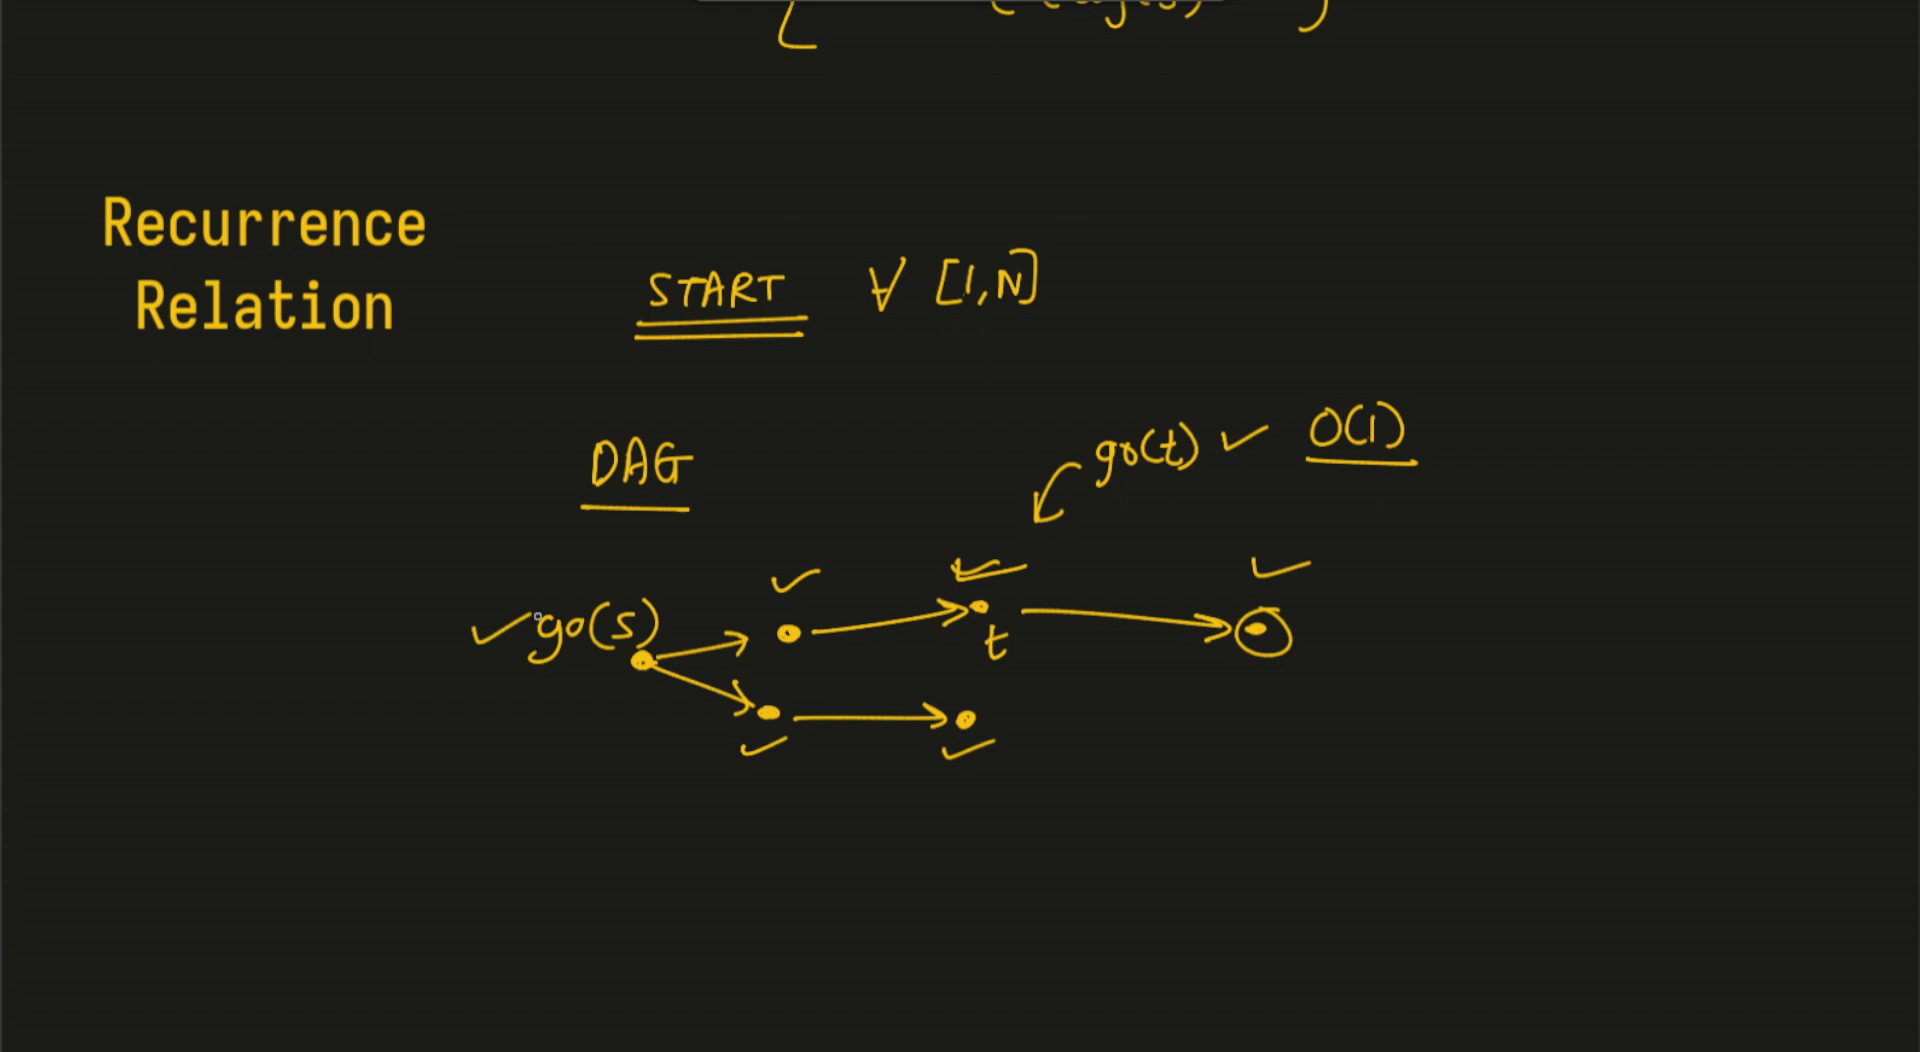 Recurrence
Relation
START ∀ [1,N]
DAG
go(t) O(1)
go(s)
t